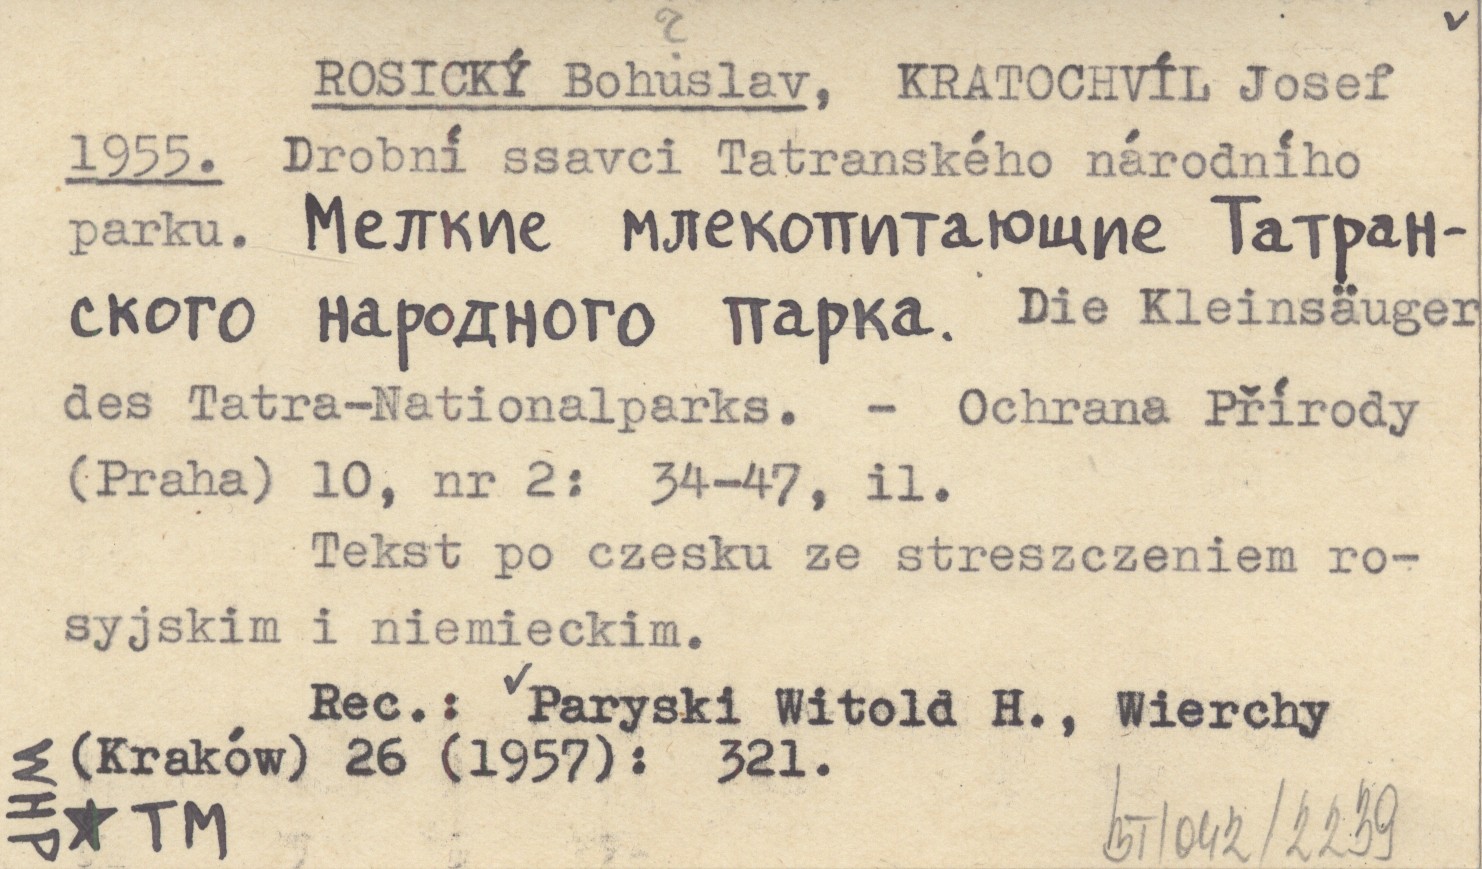 ROSICKÝ Bohuslav, KRATOCHVÍL Josef
1955. Drobní ssavci Tatranského národního
parku. Мелкие млекопитающие Татран-
ского народного парка. Die Kleinsäuger
des Tatra-Nationalparks. - Ochrana Přírody
(Praha) 10, nr 2: 34-47, il.
Tekst po czesku ze streszczeniem ro-
syjskim i niemieckim.
Rec.: ✓Paryski Witold H., Wierchy
(Kraków) 26 (1957): 321.
WHP
★ TM
/042/2239